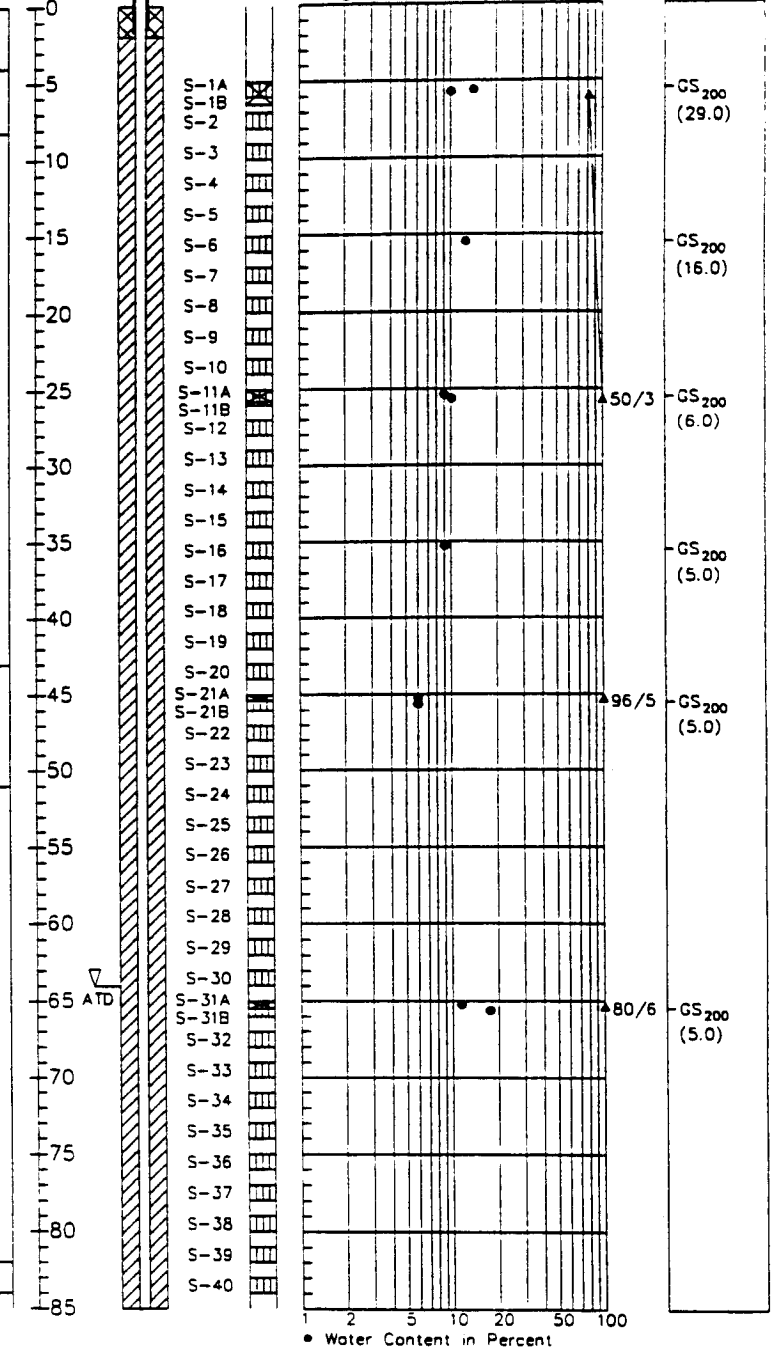 0
S-1A
5
GS200
S-1B
(29.0)
S-2
S-3
10
S-4
S-5
15
S-6
GS200
(16.0)
S-7
S-8
20
S-9
S-10
S-11A
25
50/3
GS200
S-11B
(6.0)
S-12
S-13
30
S-14
S-15
35
S-16
GS200
(5.0)
S-17
S-18
40
S-19
S-20
S-21A
45
96/5
GS200
S-21B
(5.0)
S-22
S-23
50
S-24
S-25
55
S-26
S-27
60
S-28
S-29
S-30
ATD
65
S-31A
80/6
GS200
S-31B
(5.0)
S-32
S-33
70
S-34
S-35
75
S-36
S-37
80
S-38
S-39
S-40
85
1 2 5 10 20 50 100
● Water Content in Percent